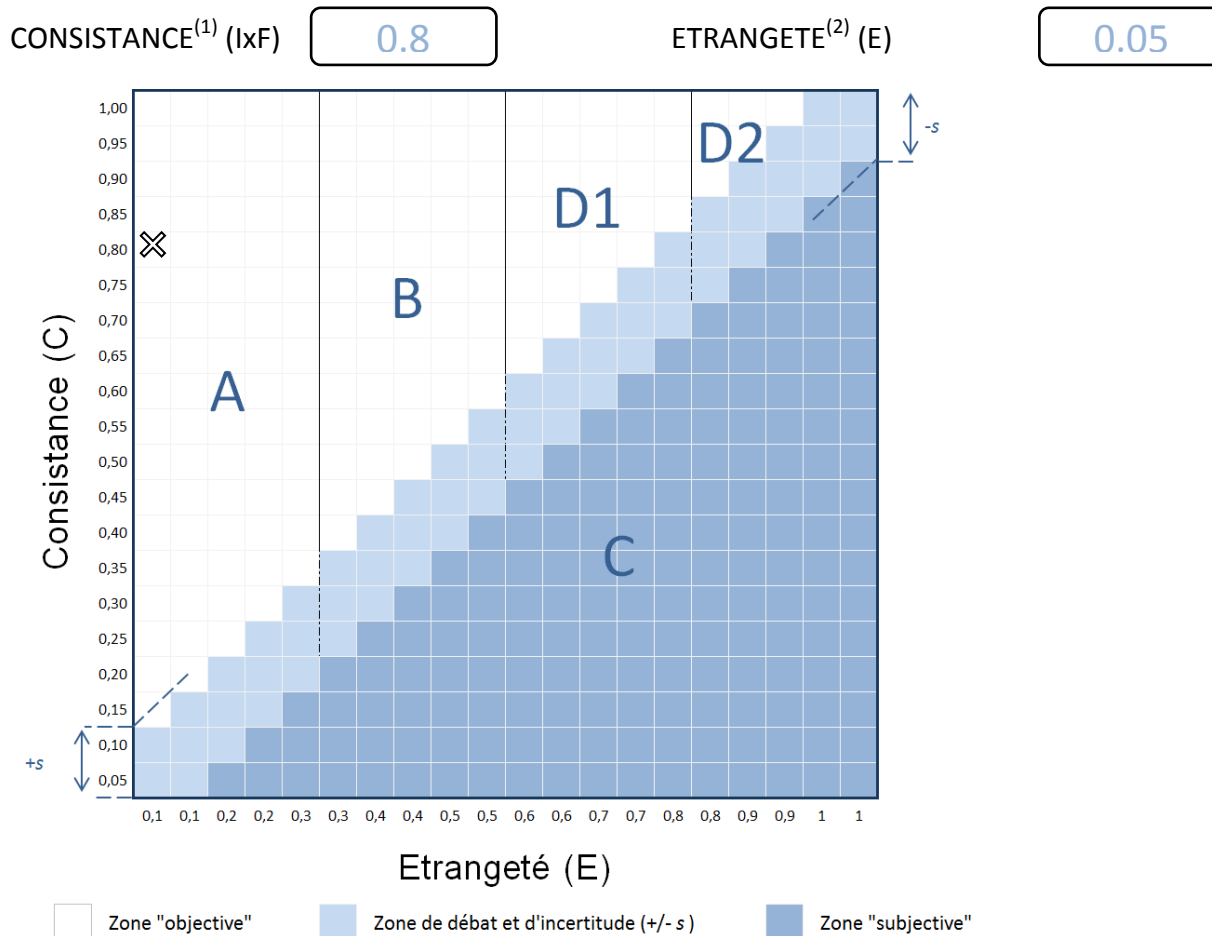 CONSISTANCE(1) (IxF) 0.8 ETRANGETE(2) (E) 0.05
1,00
-s
0,95
D2
0,90
0,85
D1
0,80
0,75
B
0,70
0,65
0,60
A
0,55
0,50
0,45
0,40
C
0,35
0,30
0,25
0,20
0,15
0,10
+s
0,05
Consistance (C)
0,1 0,1 0,2 0,2 0,3 0,3 0,4 0,4 0,5 0,5 0,6 0,6 0,7 0,7 0,8 0,8 0,9 0,9 1 1
Etrangeté (E)
Zone "objective" Zone de débat et d'incertitude (+/- s ) Zone "subjective"